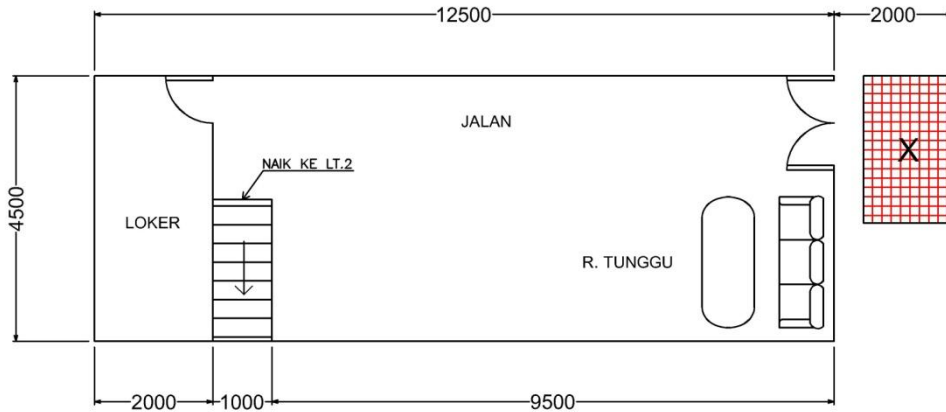 12500
2000
JALAN
X
NAIK KE LT.2
4500
LOKER
R. TUNGGU
2000
1000
9500